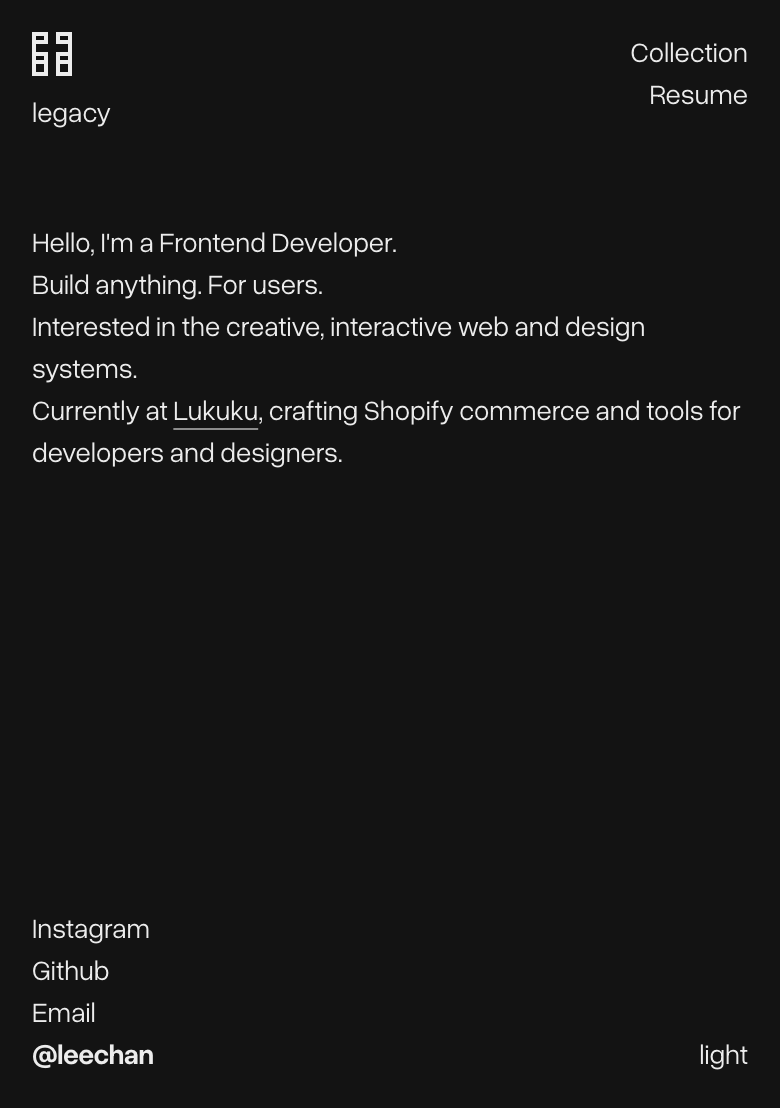 legacy
Collection
Resume
Hello, I'm a Frontend Developer.
Build anything. For users.
Interested in the creative, interactive web and design
systems.
Currently at Lukuku, crafting Shopify commerce and tools for
developers and designers.
Instagram
Github
Email
@leechan
light